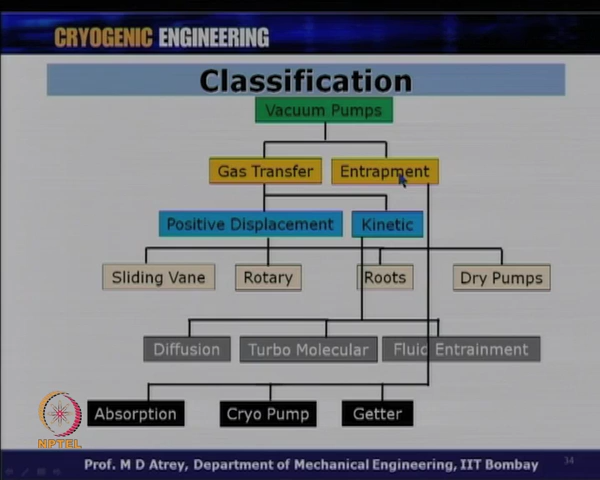 CRYOGENIC ENGINEERING
Classification
Vacuum Pumps
Gas Transfer
Entrapment
Positive Displacement
Kinetic
Sliding Vane
Rotary
Roots
Dry Pumps
Diffusion
Turbo Molecular
Fluid Entrainment
Absorption
Cryo Pump
Getter
NPTEL
Prof. M D Atrey, Department of Mechanical Engineering, IIT Bombay
34